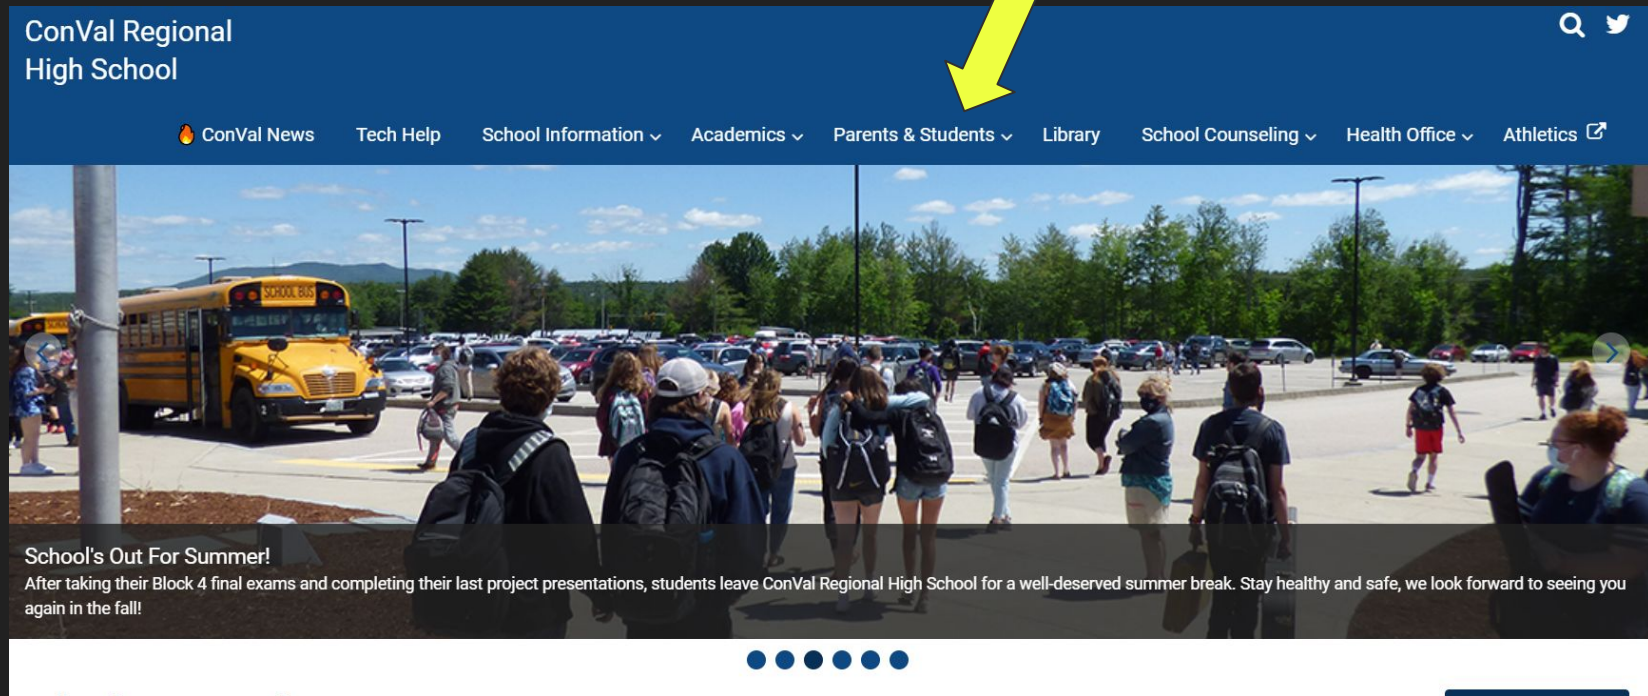 ConVal Regional
High School
ConVal News Tech Help School Information Academics Parents & Students Library School Counseling Health Office Athletics
SCHOOL BUS
School's Out For Summer!
After taking their Block 4 final exams and completing their last project presentations, students leave ConVal Regional High School for a well-deserved summer break. Stay healthy and safe, we look forward to seeing you
again in the fall!